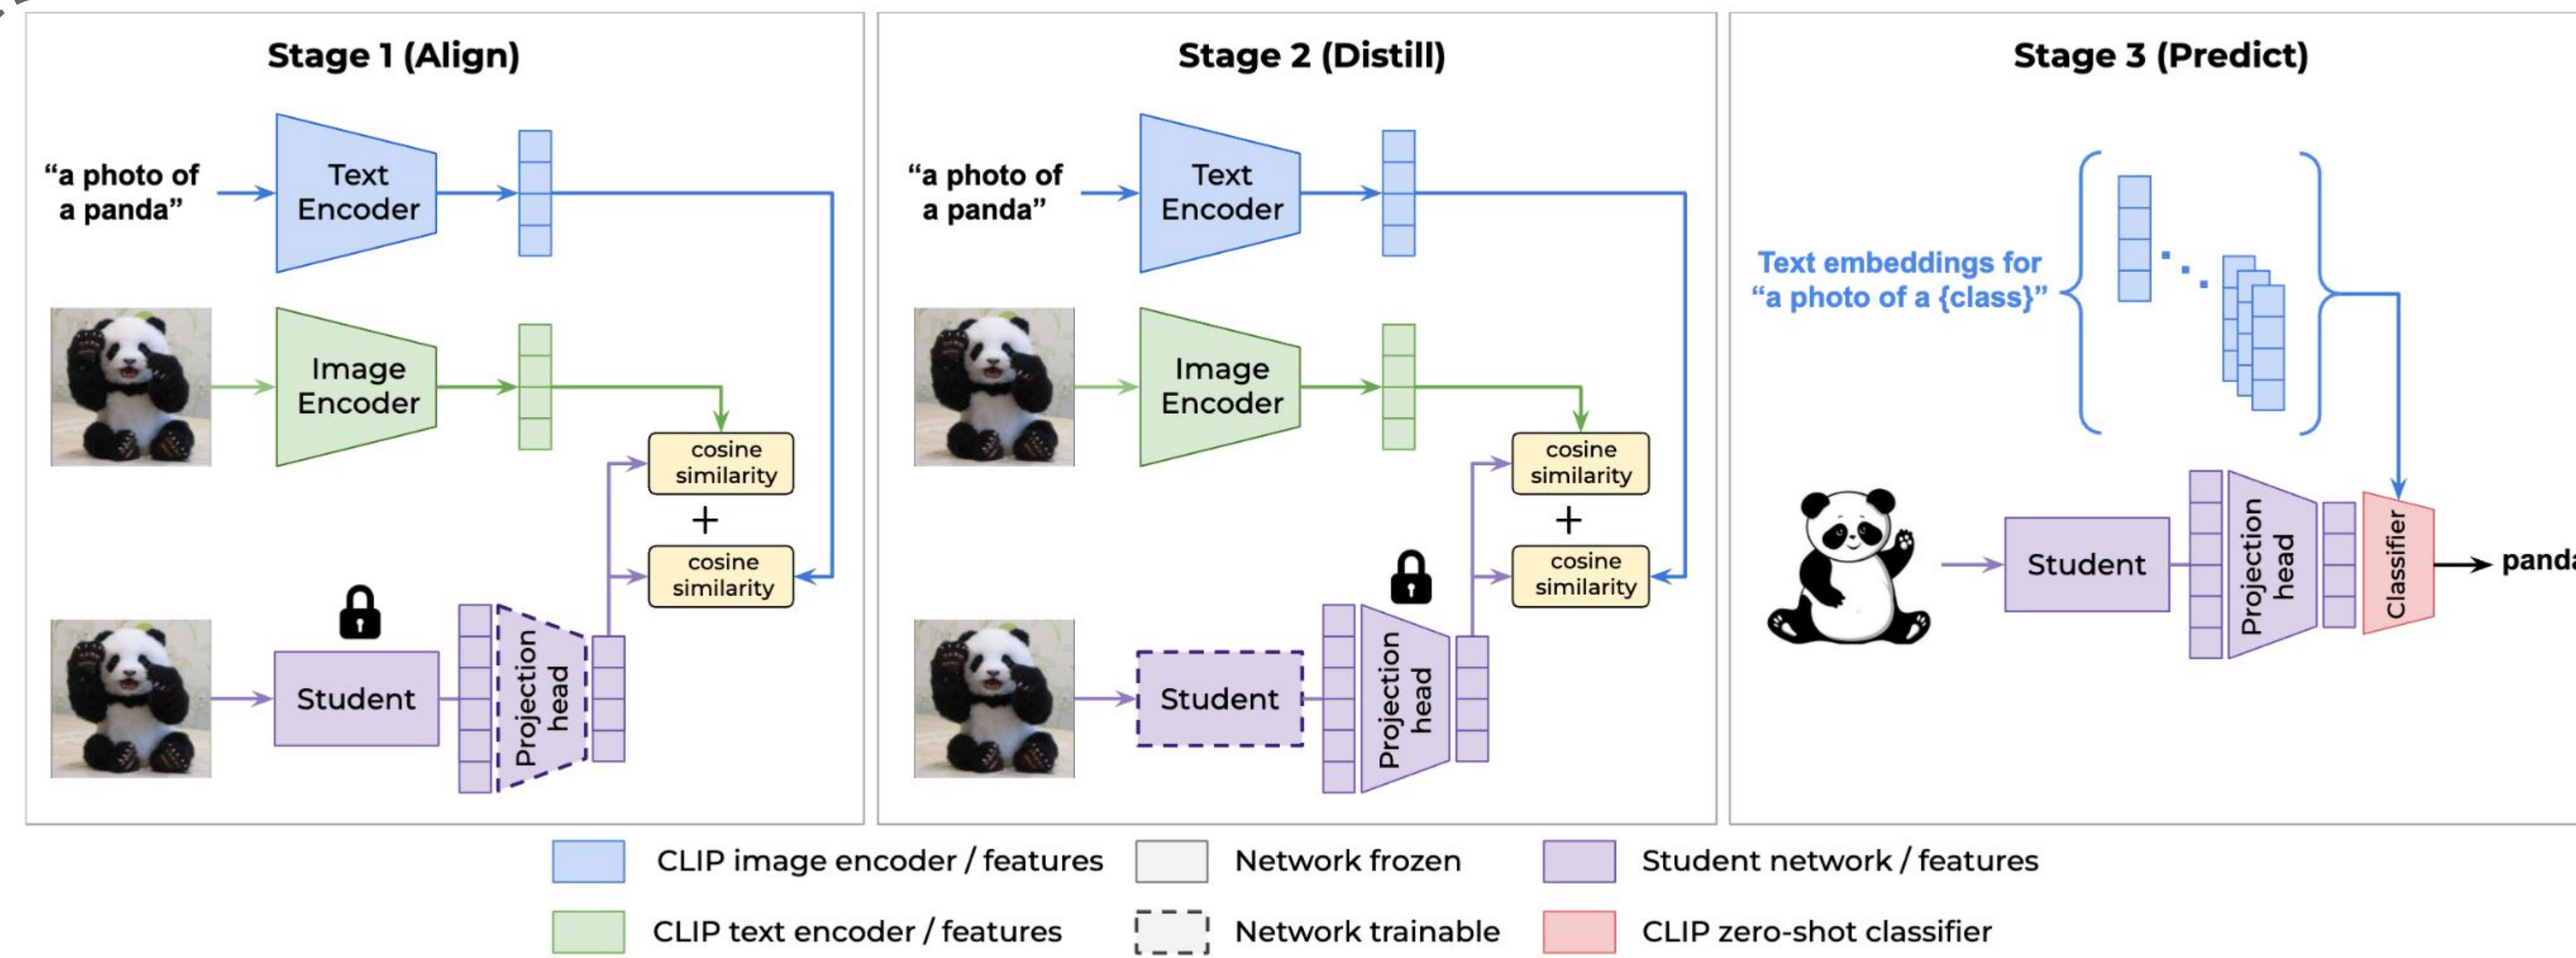 Stage 1 (Align)
“a photo of
a panda”
Text
Encoder
Image
Encoder
cosine
similarity
+
cosine
similarity
Student
Projection
head
Stage 2 (Distill)
“a photo of
a panda”
Text
Encoder
Image
Encoder
cosine
similarity
+
cosine
similarity
Student
Projection
head
Stage 3 (Predict)
Text embeddings for
“a photo of a {class}”
Student
Projection
head
Classifier
panda
CLIP image encoder / features
Network frozen
Student network / features
CLIP text encoder / features
Network trainable
CLIP zero-shot classifier